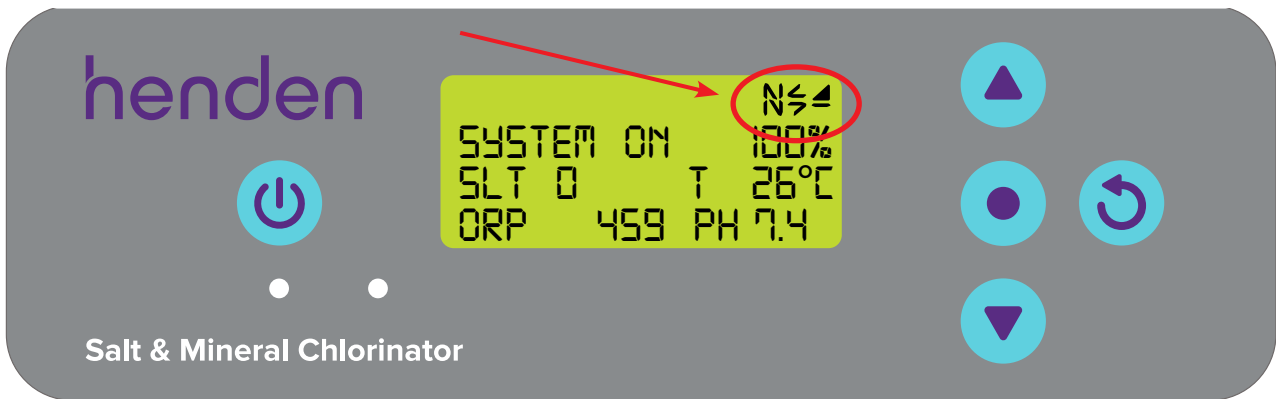 henden
N
SYSTEM ON 100%
SLT 0 T 26°C
ORP 459 PH 7.4
Salt & Mineral Chlorinator